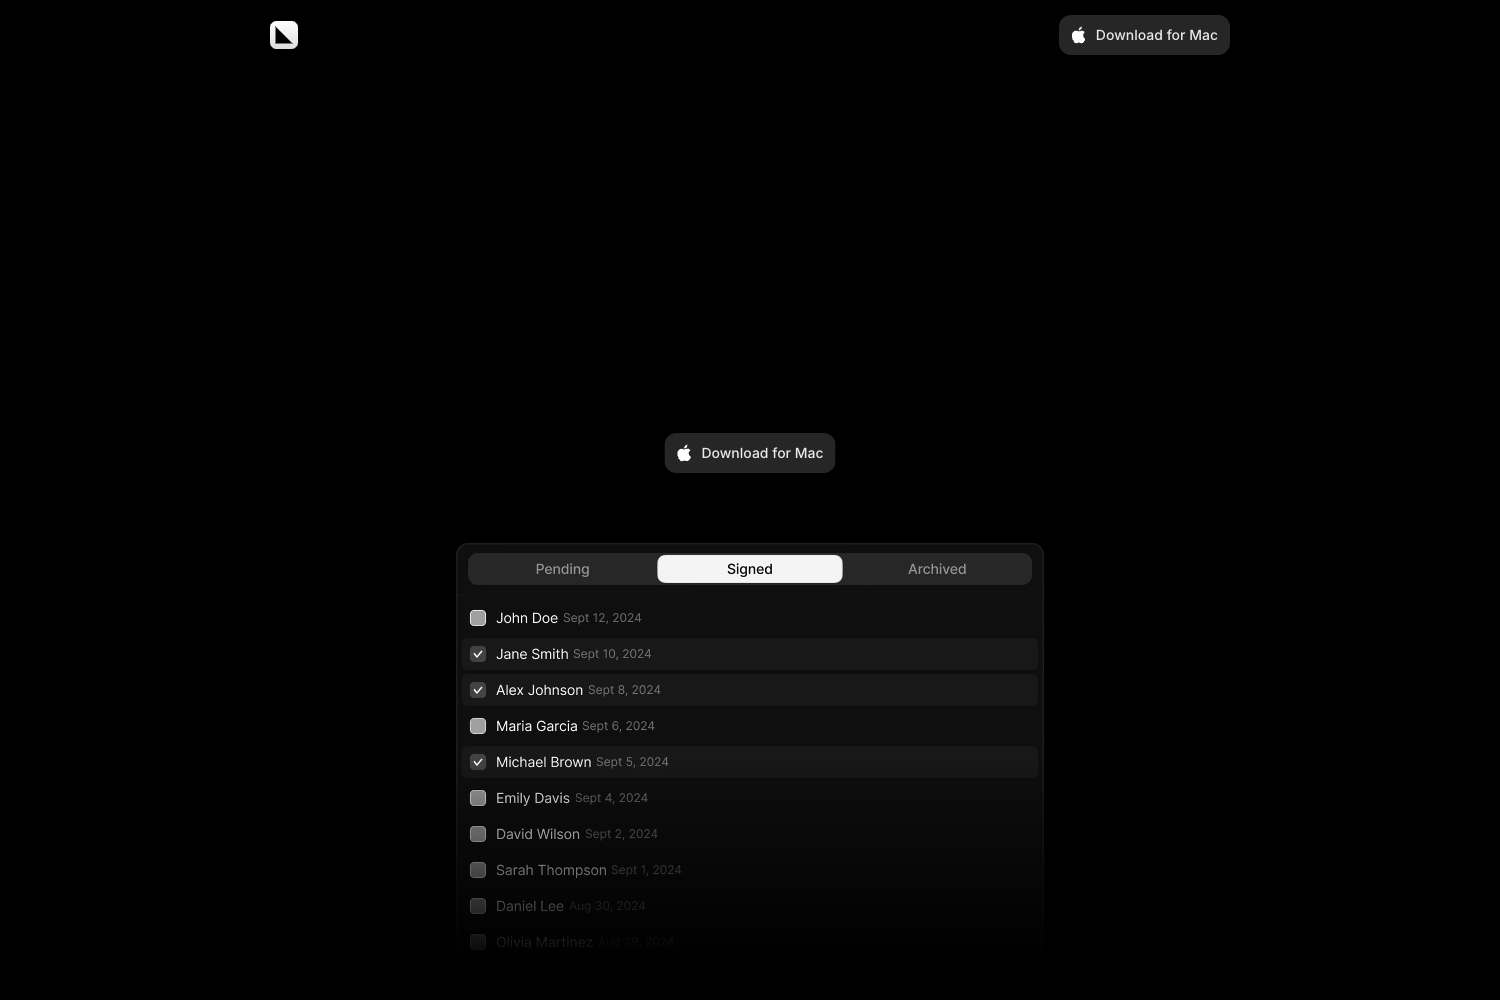 Download for Mac
Download for Mac
Pending Signed Archived
John Doe Sept 12, 2024
Jane Smith Sept 10, 2024
Alex Johnson Sept 8, 2024
Maria Garcia Sept 6, 2024
Michael Brown Sept 5, 2024
Emily Davis Sept 4, 2024
David Wilson Sept 2, 2024
Sarah Thompson Sept 1, 2024
Daniel Lee Aug 30, 2024
Olivia Martinez Aug 28, 2024